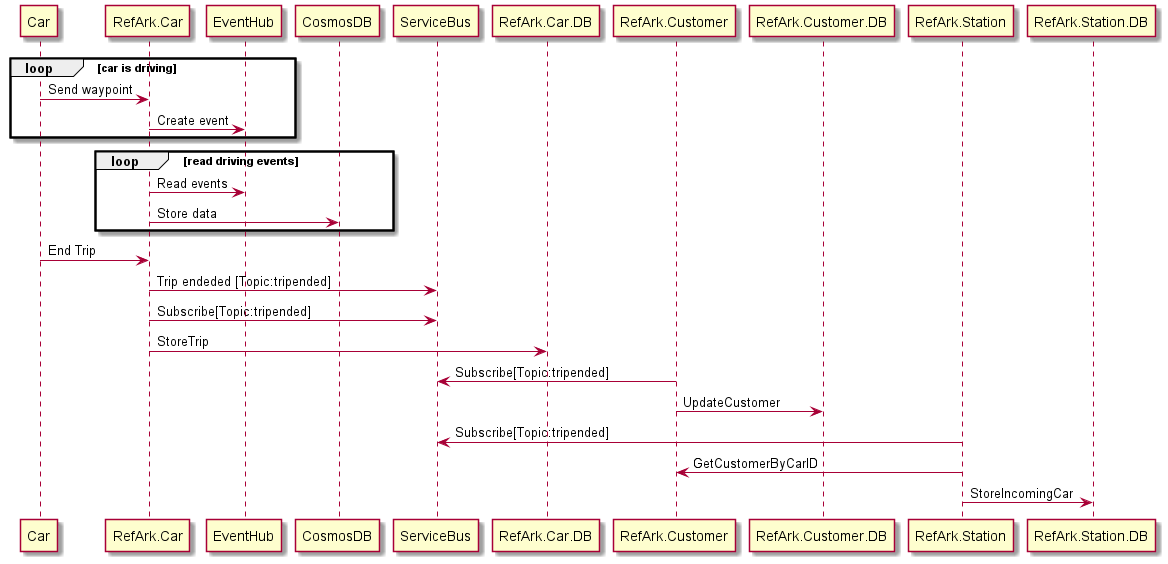 Car RefArk.Car EventHub CosmosDB ServiceBus RefArk.Car.DB RefArk.Customer RefArk.Customer.DB RefArk.Station RefArk.Station.DB
loop [car is driving]
Send waypoint
Create event
loop [read driving events]
Read events
Store data
End Trip
Trip endeded [Topic:tripended]
Subscribe[Topic:tripended]
StoreTrip
Subscribe[Topic:tripended]
UpdateCustomer
Subscribe[Topic:tripended]
GetCustomerByCarID
StoreIncomingCar
Car RefArk.Car EventHub CosmosDB ServiceBus RefArk.Car.DB RefArk.Customer RefArk.Customer.DB RefArk.Station RefArk.Station.DB